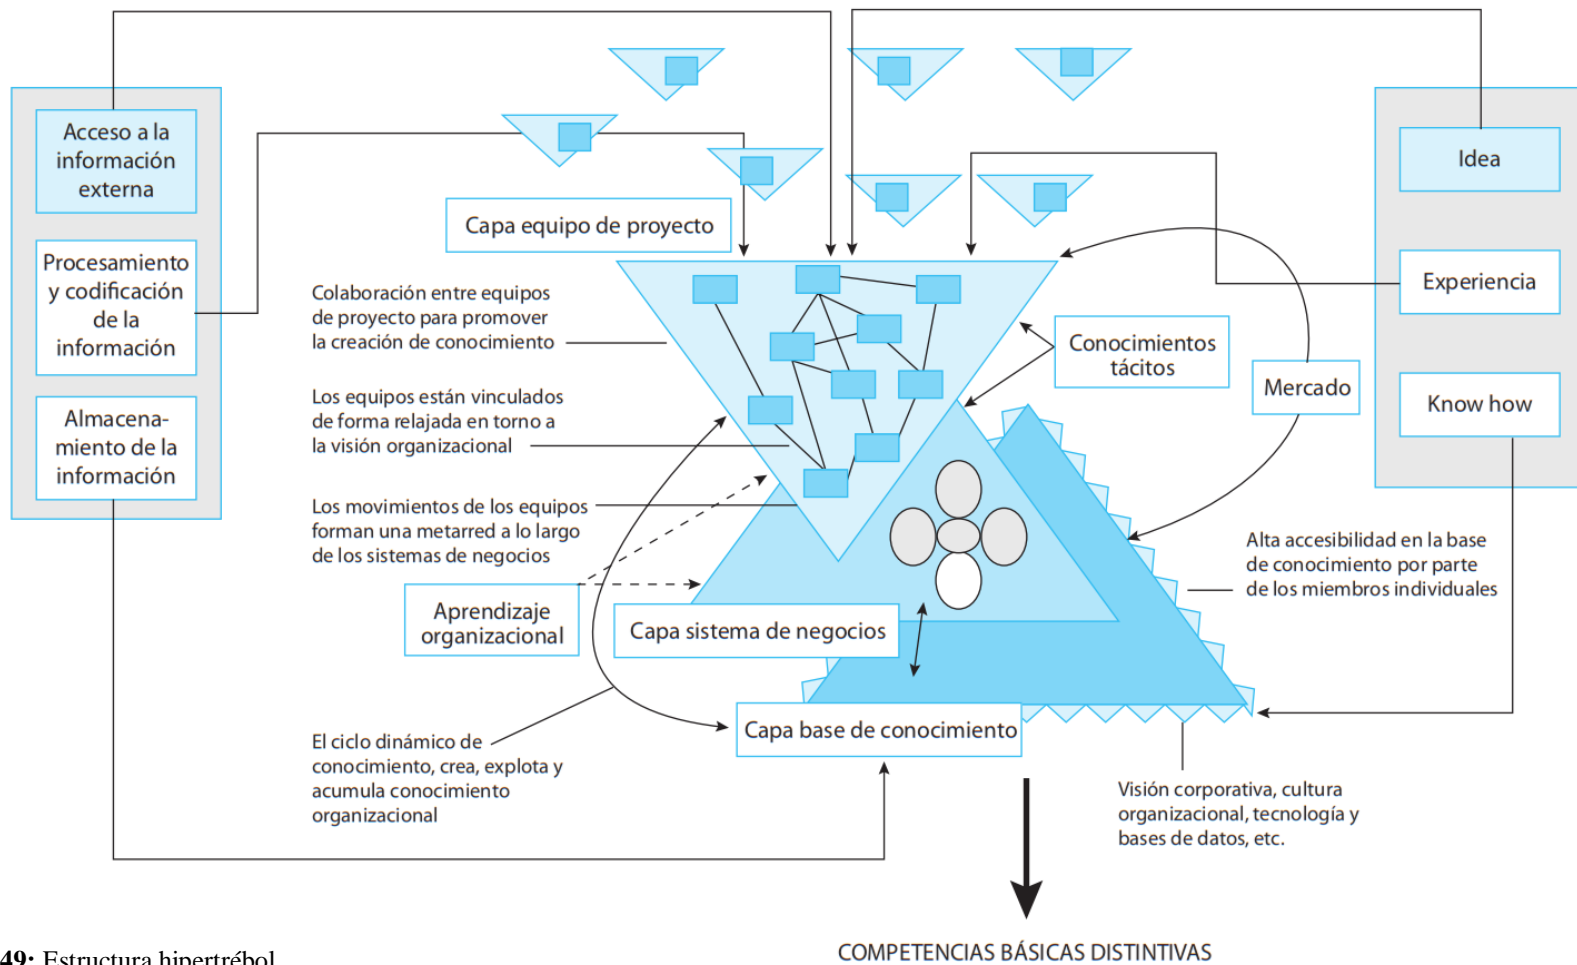 Acceso a la
información
externa
Procesamiento
y codificación
de la
información
Almacena-
miento de la
información
Capa equipo de proyecto
Colaboración entre equipos
de proyecto para promover
la creación de conocimiento
Los equipos están vinculados
de forma relajada en torno a
la visión organizacional
Los movimientos de los equipos
forman una metarred a lo largo
de los sistemas de negocios
Aprendizaje
organizacional
El ciclo dinámico de
conocimiento, crea, explota y
acumula conocimiento
organizacional
Capa sistema de negocios
Capa base de conocimiento
Conocimientos
tácitos
Mercado
Idea
Experiencia
Know how
Alta accesibilidad en la base
de conocimiento por parte
de los miembros individuales
Visión corporativa, cultura
organizacional, tecnología y
bases de datos, etc.
COMPETENCIAS BÁSICAS DISTINTIVAS
49: Estructura hipertrébol